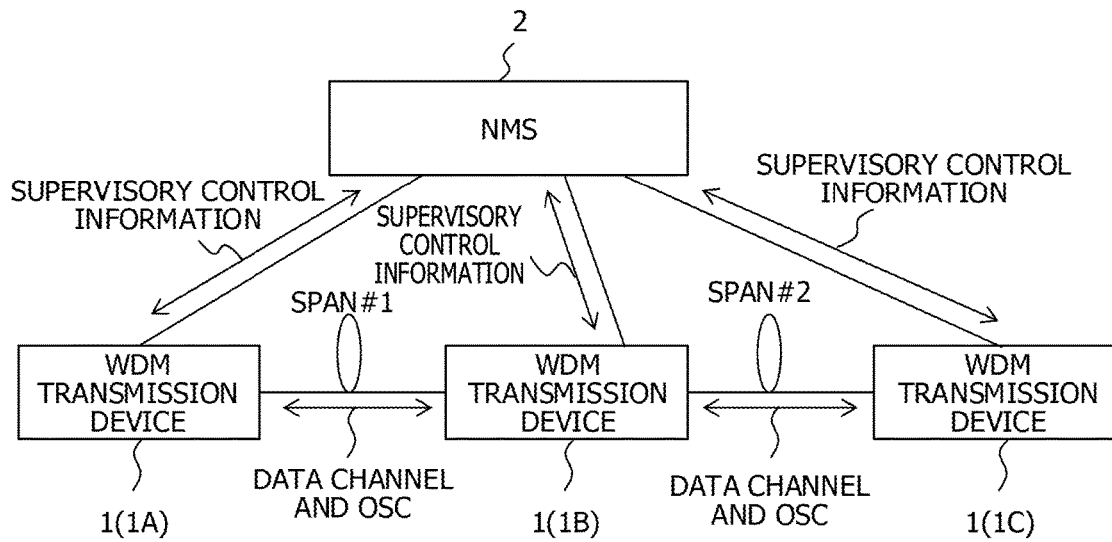 2
NMS
SUPERVISORY CONTROL
INFORMATION
SUPERVISORY
CONTROL
INFORMATION
SUPERVISORY CONTROL
INFORMATION
SPAN#1
SPAN#2
WDM
TRANSMISSION
DEVICE
WDM
TRANSMISSION
DEVICE
WDM
TRANSMISSION
DEVICE
DATA CHANNEL
AND OSC
DATA CHANNEL
AND OSC
1(1A)
1(1B)
1(1C)